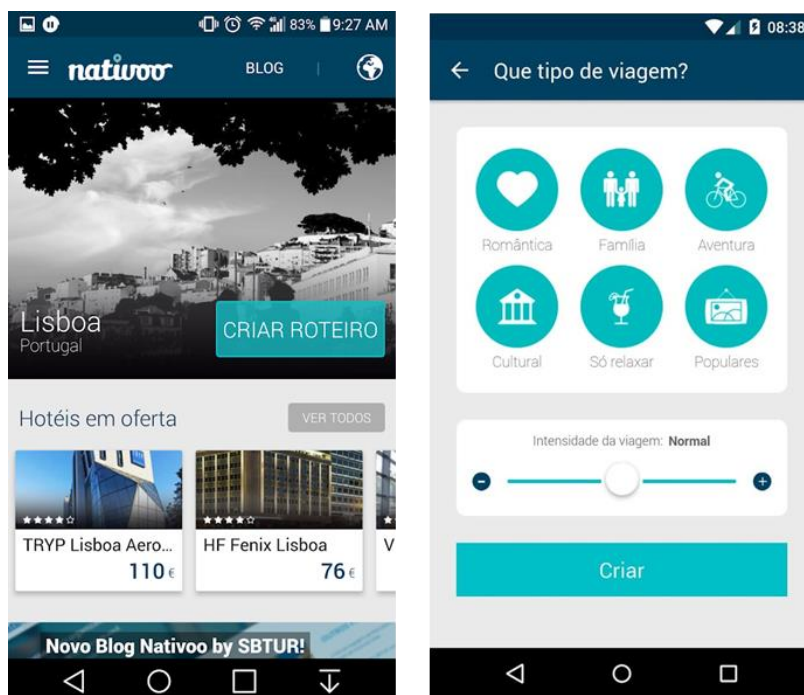 83% 9:27 AM
nativoo
BLOG
Lisboa
Portugal
CRIAR ROTEIRO
Hotéis em oferta
VER TODOS
TRYP Lisboa Aero...
110 €
HF Fenix Lisboa
76 €
V
Novo Blog Nativoo by SBTUR!
08:38
Que tipo de viagem?
Romântica
Família
Aventura
Cultural
Só relaxar
Populares
Intensidade da viagem: Normal
Criar